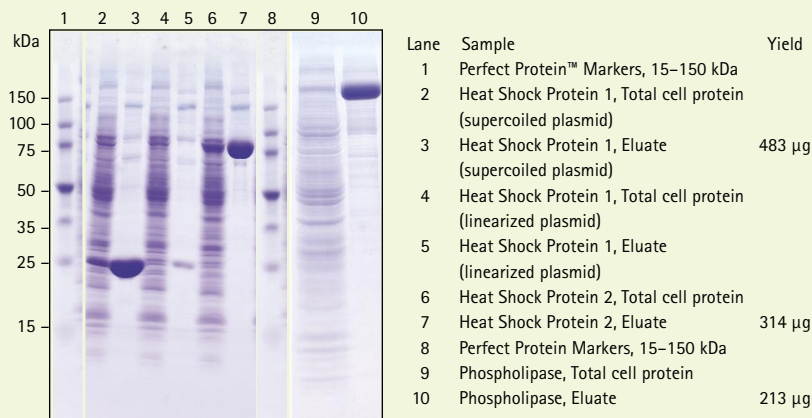 1 2 3 4 5 6 7 8 9 10
kDa
150
100
75
50
35
25
15
Lane Sample Yield
1 Perfect Protein™ Markers, 15–150 kDa
2 Heat Shock Protein 1, Total cell protein
(supercoiled plasmid)
3 Heat Shock Protein 1, Eluate 483 µg
(supercoiled plasmid)
4 Heat Shock Protein 1, Total cell protein
(linearized plasmid)
5 Heat Shock Protein 1, Eluate
(linearized plasmid)
6 Heat Shock Protein 2, Total cell protein
7 Heat Shock Protein 2, Eluate 314 µg
8 Perfect Protein Markers, 15–150 kDa
9 Phospholipase, Total cell protein
10 Phospholipase, Eluate 213 µg